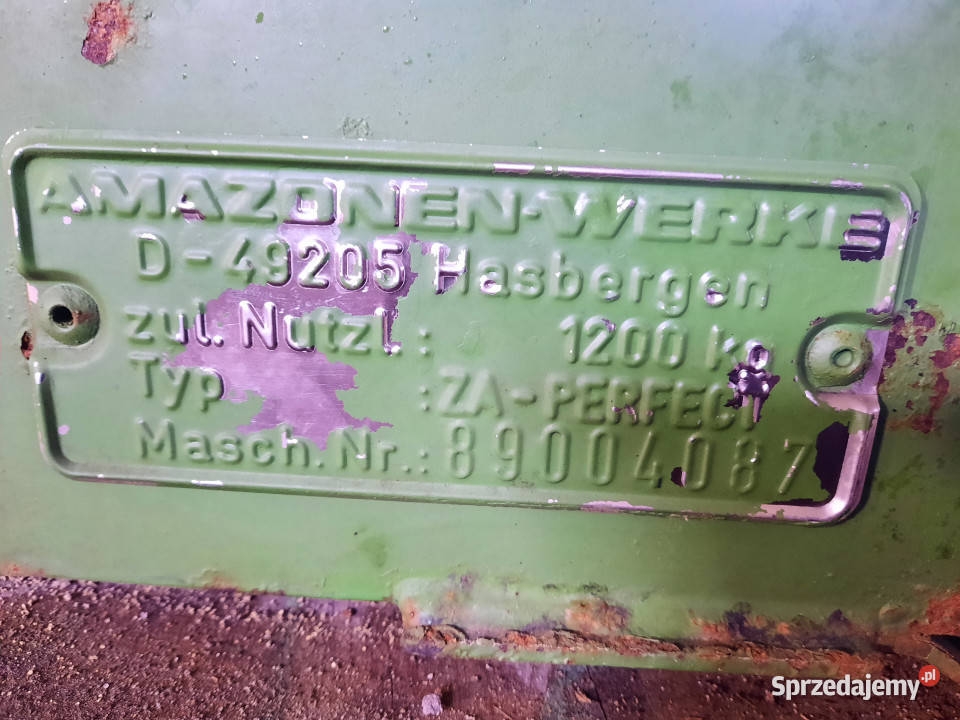 AMAZONEN-WERKE
D-49205 Hasbergen
zul. Nutzl.: 1200 kg
Typ :ZA-PERFECT
Masch.Nr.: 89004087
Sprzedajemy.pl